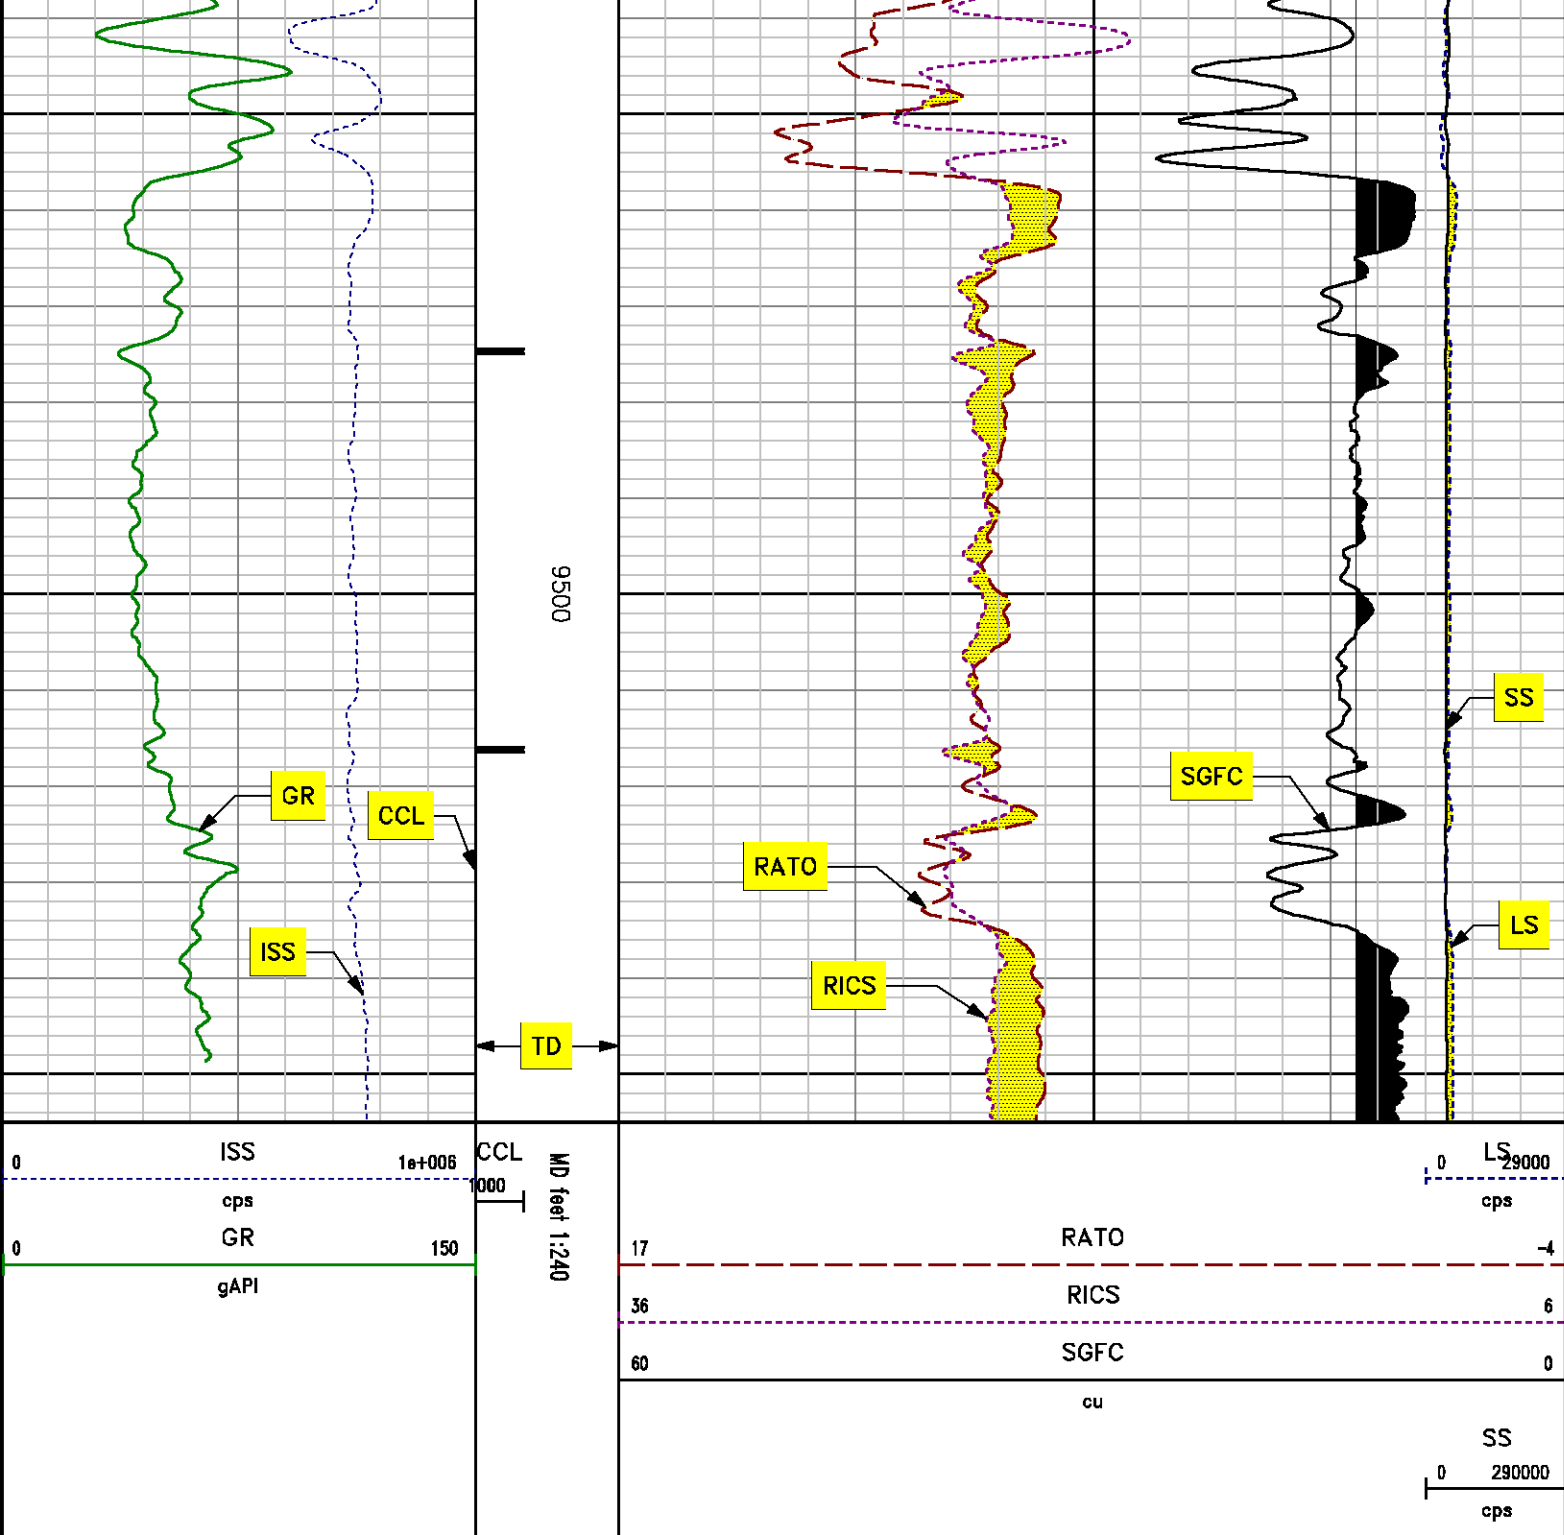 9500
SS
SGFC
GR
CCL
RATO
LS
ISS
RICS
TD
ISS
0 1e+006
cps
GR
0 150
gAPI
CCL
1000
MD feet 1:240
LS
0 29000
cps
RATO
17 -4
RICS
36 6
SGFC
60 0
cu
SS
0 290000
cps